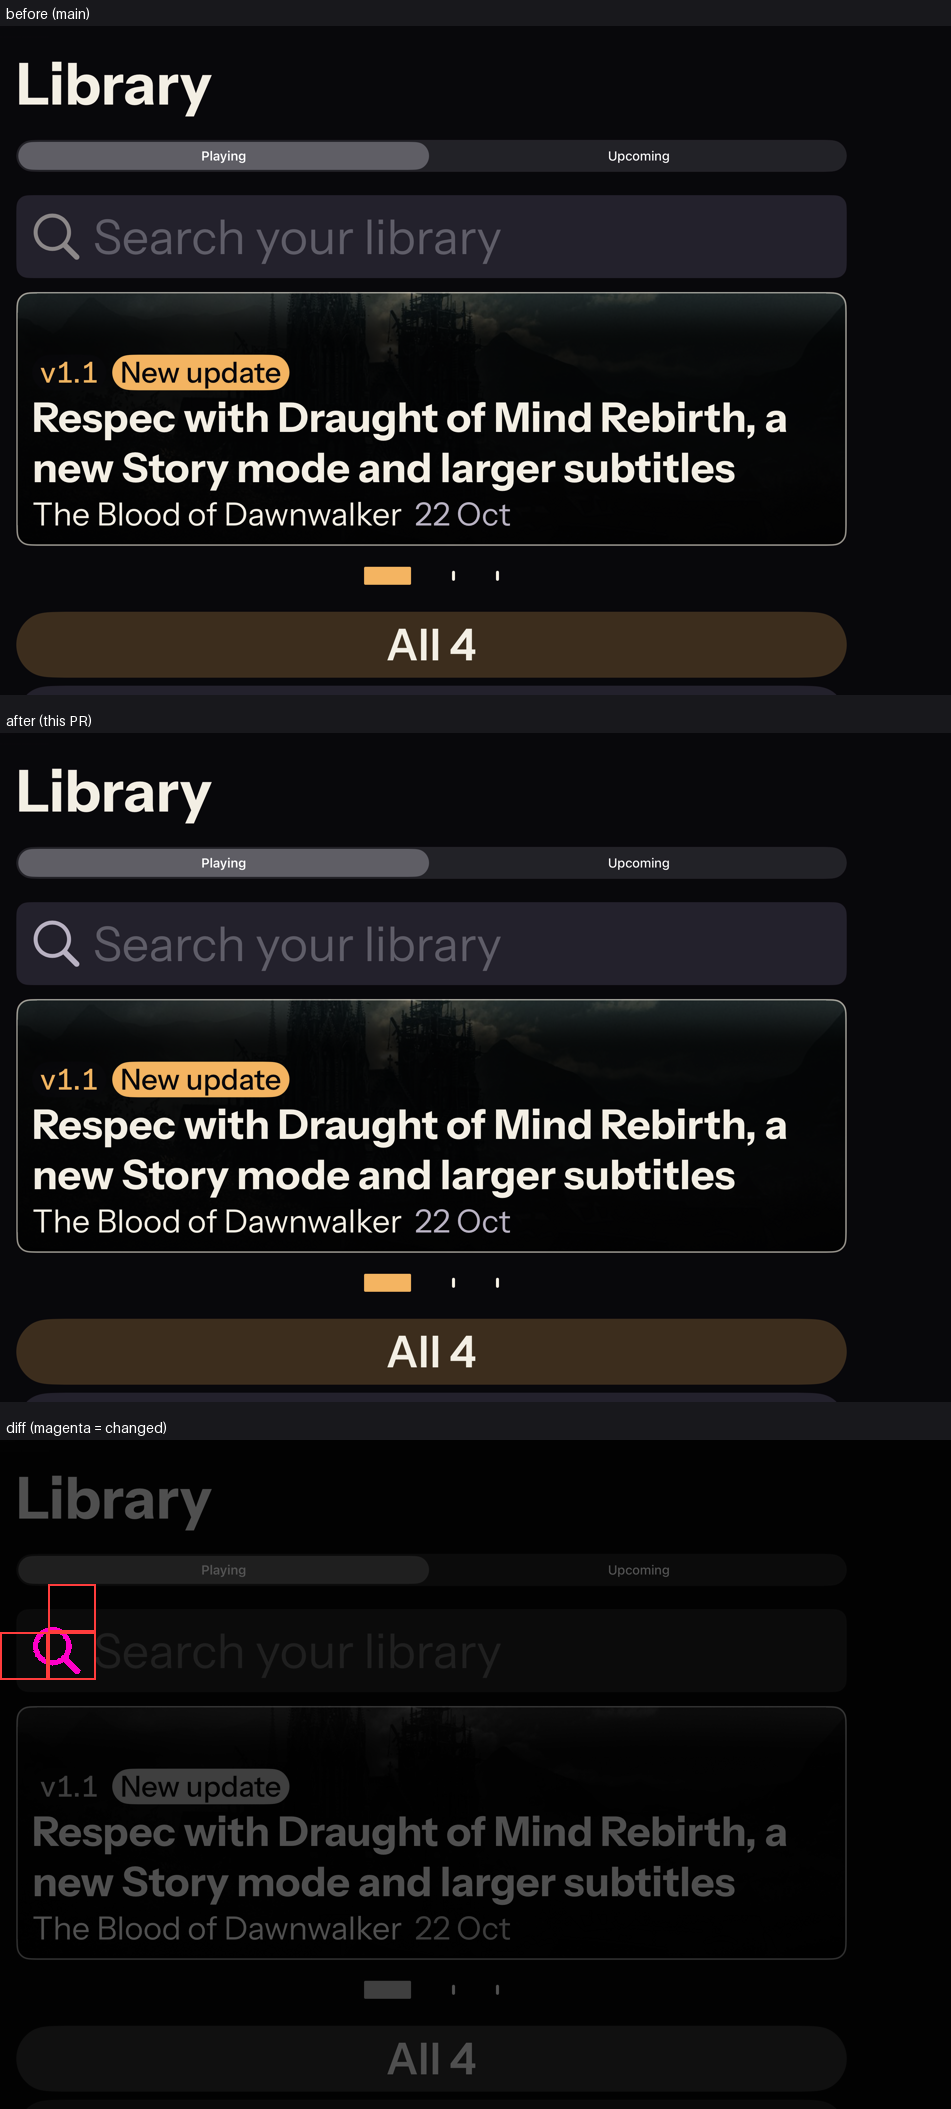 before (main)
Library
Playing
Upcoming
Search your library
v1.1 New update
Respec with Draught of Mind Rebirth, a
new Story mode and larger subtitles
The Blood of Dawnwalker 22 Oct
All 4
after (this PR)
Library
Playing
Upcoming
Search your library
v1.1 New update
Respec with Draught of Mind Rebirth, a
new Story mode and larger subtitles
The Blood of Dawnwalker 22 Oct
All 4
diff (magenta = changed)
Library
Playing
Upcoming
Search your library
v1.1 New update
Respec with Draught of Mind Rebirth, a
new Story mode and larger subtitles
The Blood of Dawnwalker 22 Oct
All 4